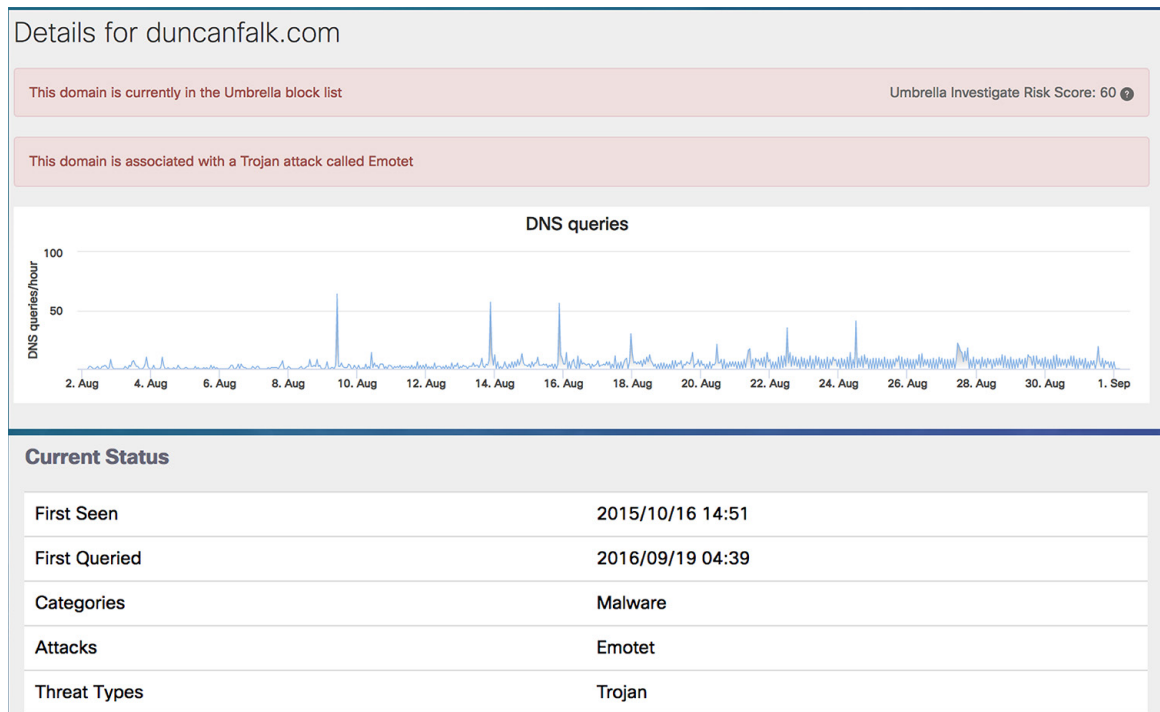 Details for duncanfalk.com
This domain is currently in the Umbrella block list Umbrella Investigate Risk Score: 60 ?
This domain is associated with a Trojan attack called Emotet
DNS queries
100
DNS queries/hour
50
2. Aug 4. Aug 6. Aug 8. Aug 10. Aug 12. Aug 14. Aug 16. Aug 18. Aug 20. Aug 22. Aug 24. Aug 26. Aug 28. Aug 30. Aug 1. Sep
Current Status
First Seen 2015/10/16 14:51
First Queried 2016/09/19 04:39
Categories Malware
Attacks Emotet
Threat Types Trojan